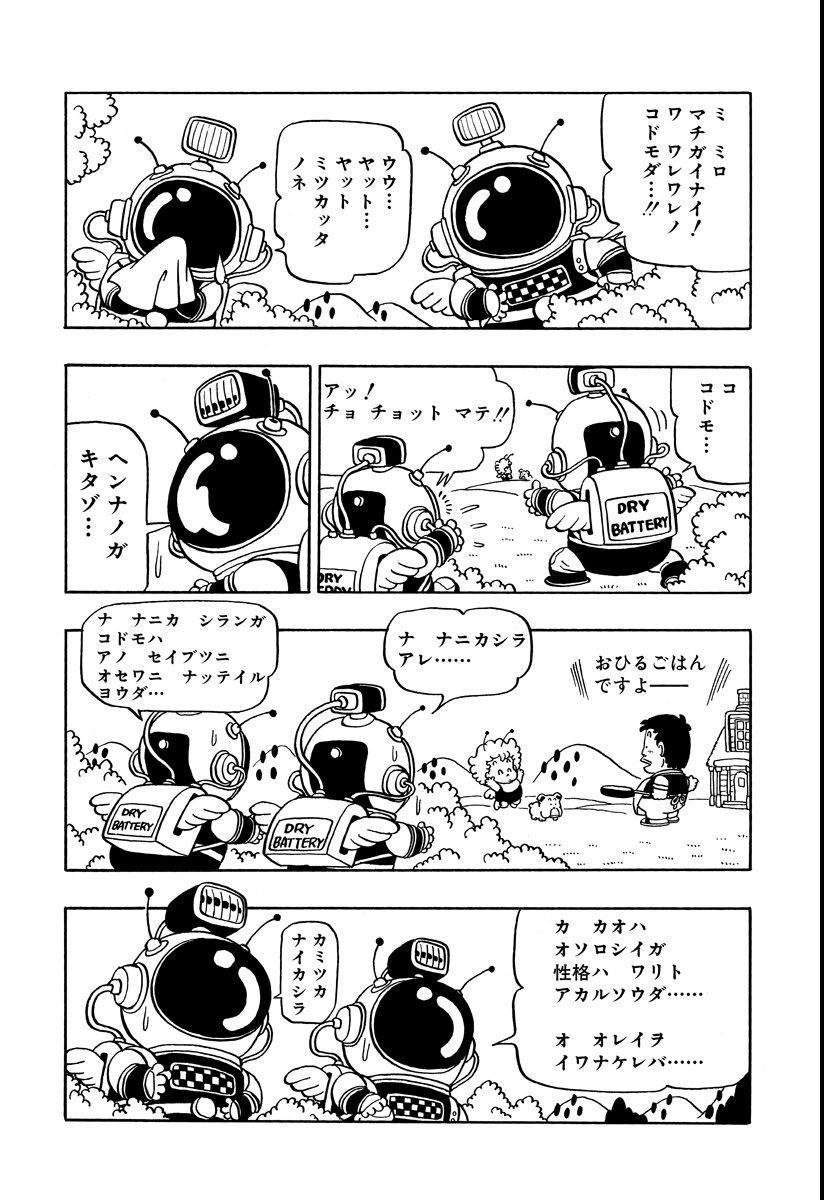 ミ ミロ
マチガイナイ!
ワ ワレワレノ
コドモダ…!!
ウウ…
ヤット…
ヤット
ミツカッタ
ノネ
コ
コドモ…
DRY
BATTERY
アッ!
チョ チョット マテ!!
DRY
ヘンナノガ
キタゾ…
おひるごはん
ですよ――
ナ ナニカシラ
アレ……
ナ ナニカ シランガ
コドモハ
アノ セイブツニ
オセワニ ナッテイル
ヨウダ…
DRY
BATTERY
DRY
BATTERY
カ カオハ
オソロシイガ
性格ハ ワリト
アカルソウダ……
オ オレイヲ
イワナケレバ……
カミツカ
ナイカシラ